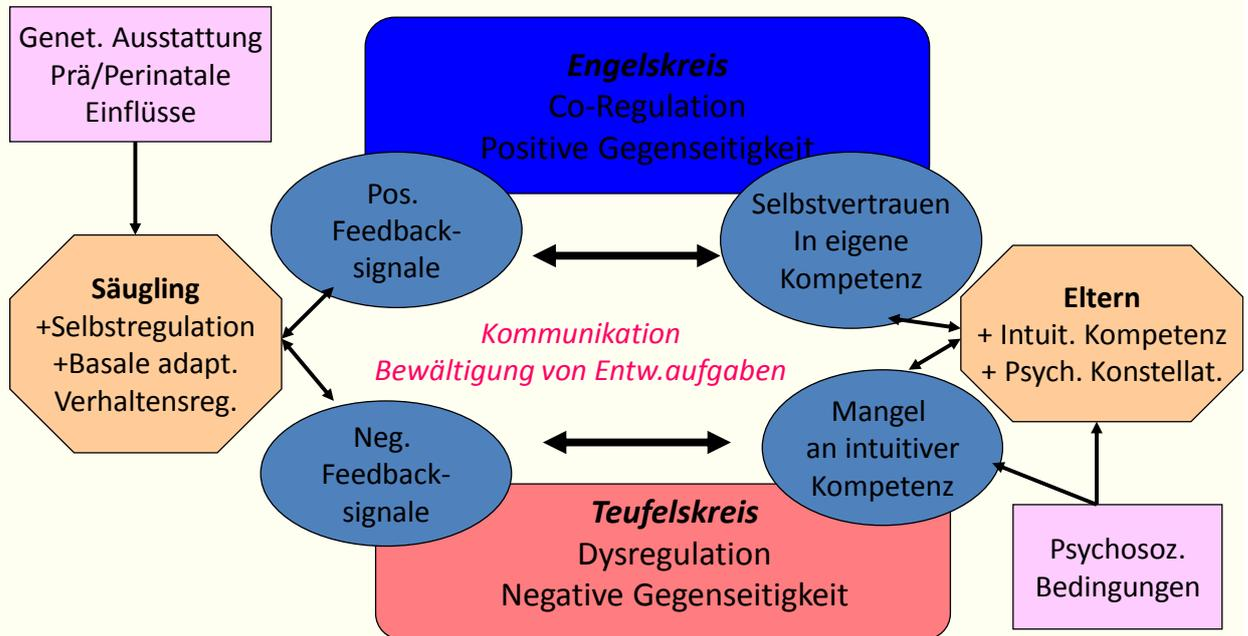 Genet. Ausstattung
Prä/Perinatale
Einflüsse
Engelskreis
Co-Regulation
Positive Gegenseitigkeit
Pos.
Feedback-
signale
Selbstvertrauen
In eigene
Kompetenz
Säugling
+Selbstregulation
+Basale adapt.
Verhaltensreg.
Kommunikation
Bewältigung von Entw.aufgaben
Eltern
+ Intuit. Kompetenz
+ Psych. Konstellat.
Neg.
Feedback-
signale
Mangel
an intuitiver
Kompetenz
Teufelskreis
Dysregulation
Negative Gegenseitigkeit
Psychosoz.
Bedingungen